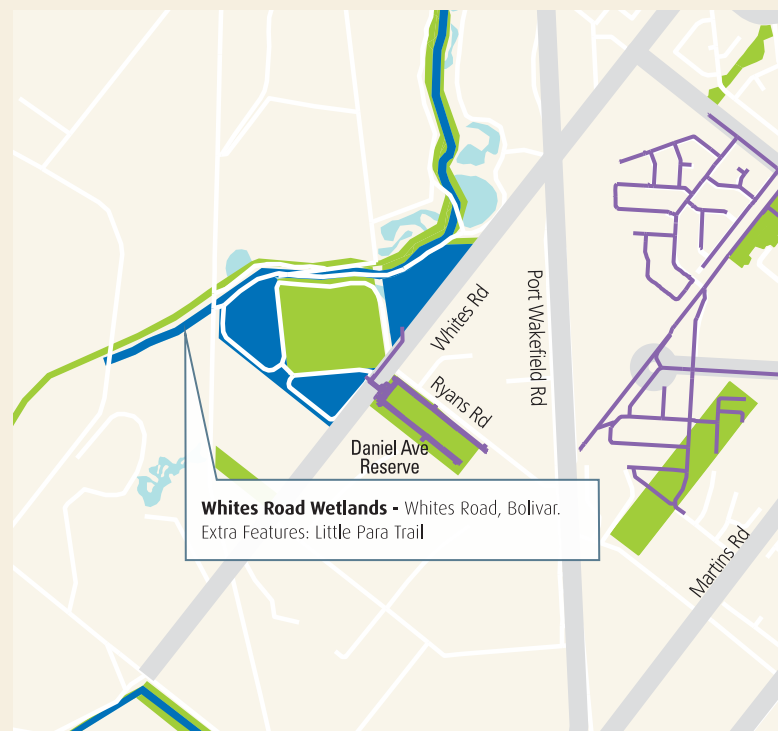 Whites Rd
Port Wakefield Rd
Ryans Rd
Daniel Ave
Reserve
Whites Road Wetlands - Whites Road, Bolivar.
Extra Features: Little Para Trail
Martins Rd